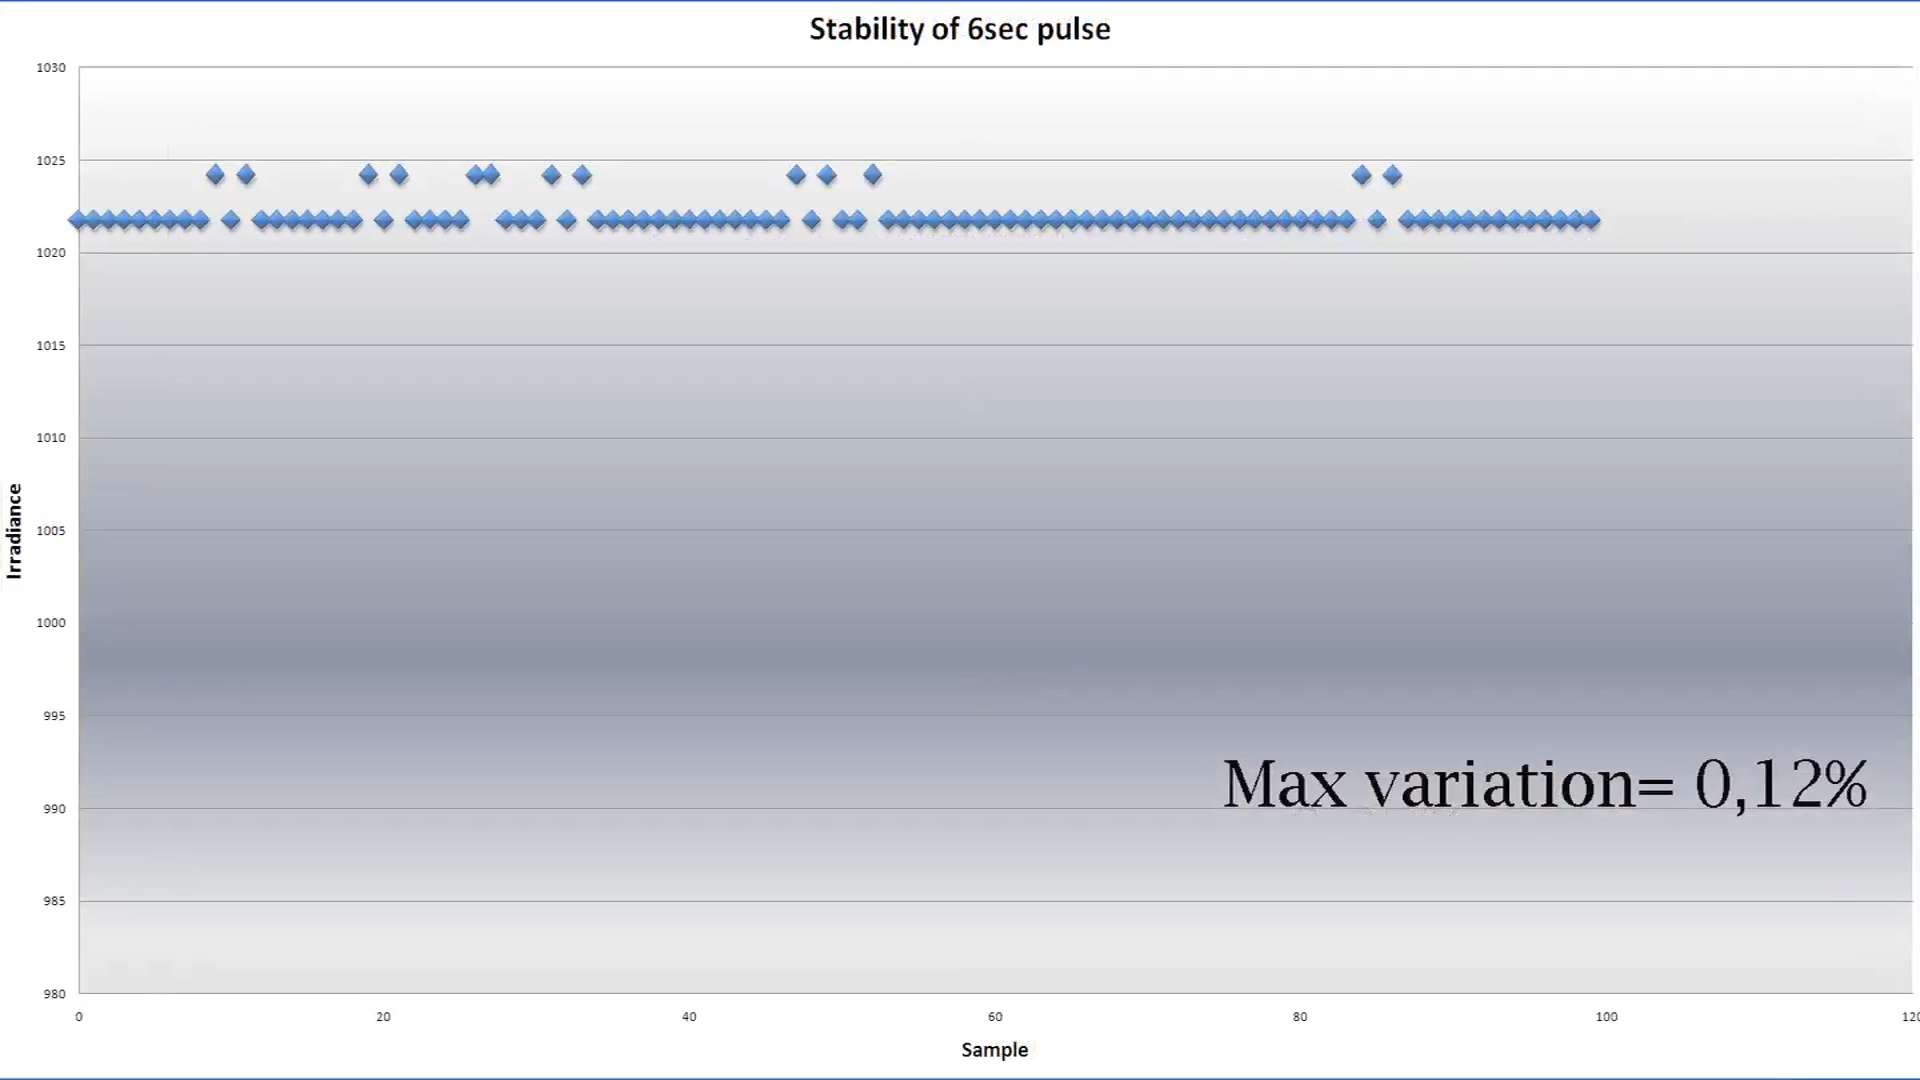 Stability of 6sec pulse
1030
1025
1020
1015
1010
1005
1000
995
990
985
980
Irradiance
Max variation= 0,12%
0 20 40 60 80 100 120
Sample